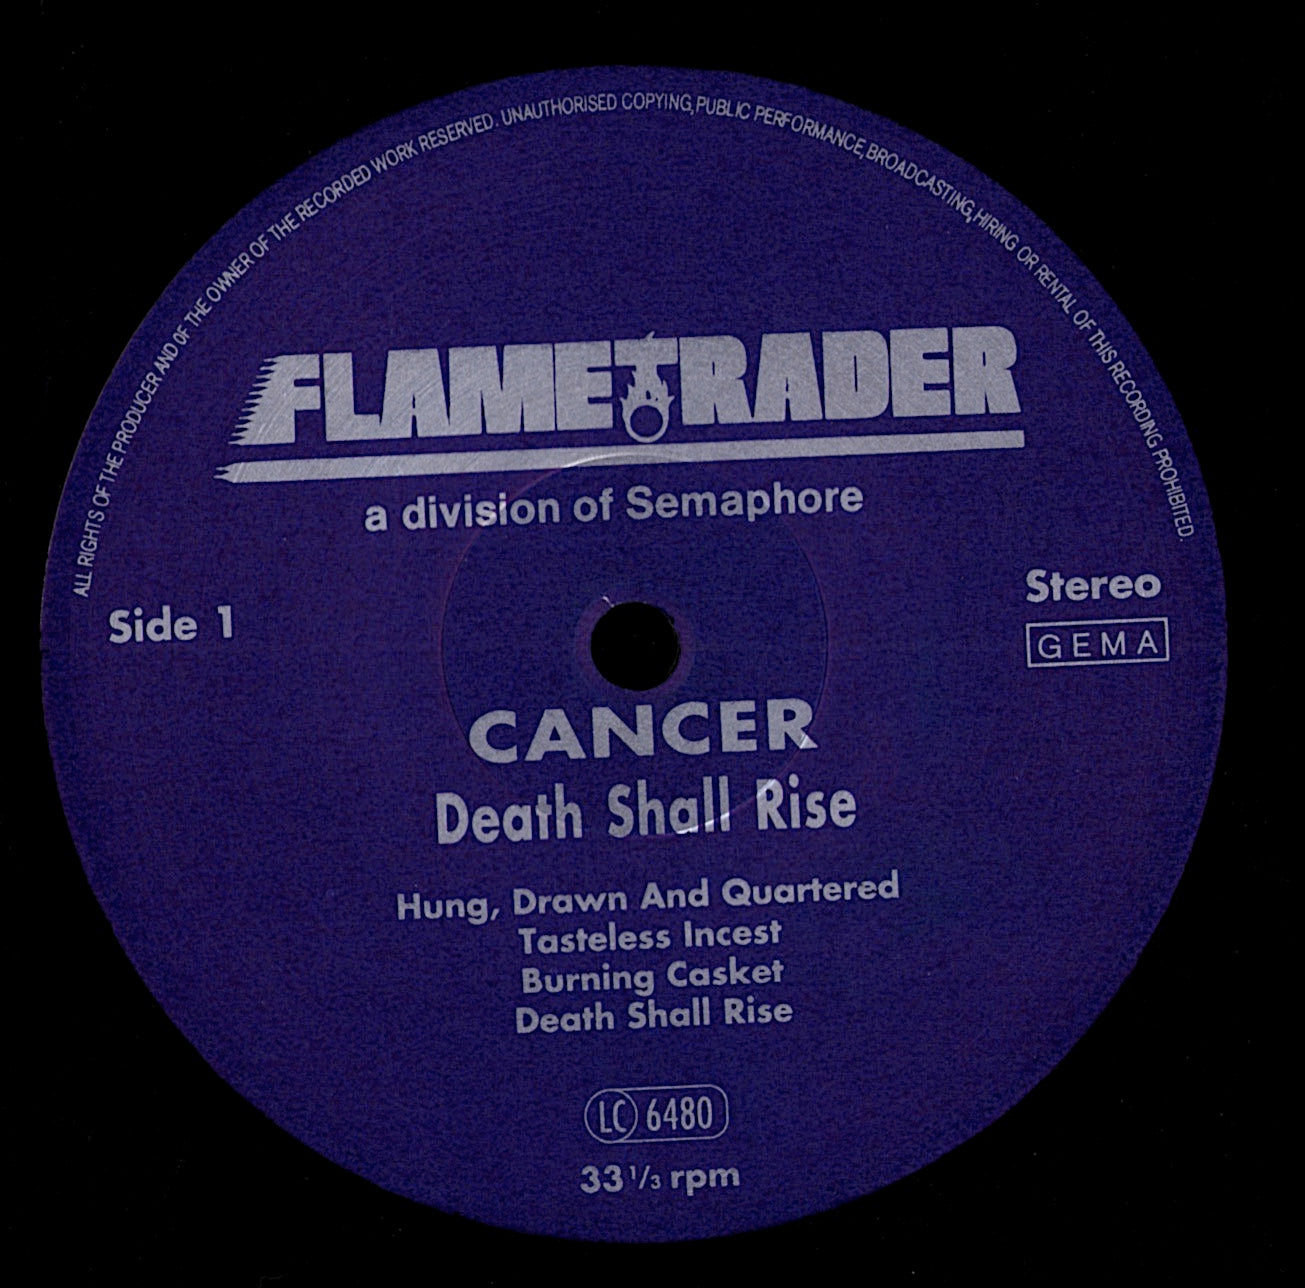 ALL RIGHTS OF THE PRODUCER AND OF THE OWNER OF THE RECORDED WORK RESERVED. UNAUTHORISED COPYING, PUBLIC PERFORMANCE, BROADCASTING, HIRING OR RENTAL OF THIS RECORDING PROHIBITED.
FLAMETRADER
a division of Semaphore
Side 1
Stereo
GEMA
CANCER
Death Shall Rise
Hung, Drawn And Quartered
Tasteless Incest
Burning Casket
Death Shall Rise
LC 6480
33 1/3 rpm